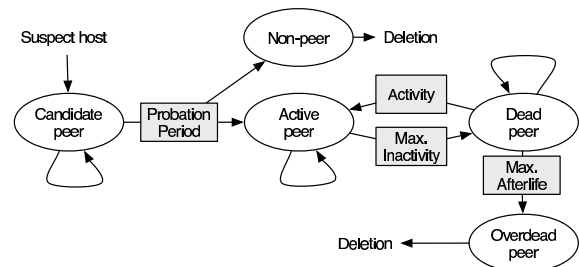 Suspect host
Non-peer
Deletion
Candidate
peer
Probation
Period
Active
peer
Activity
Max.
Inactivity
Dead
peer
Max.
Afterlife
Deletion
Overdead
peer